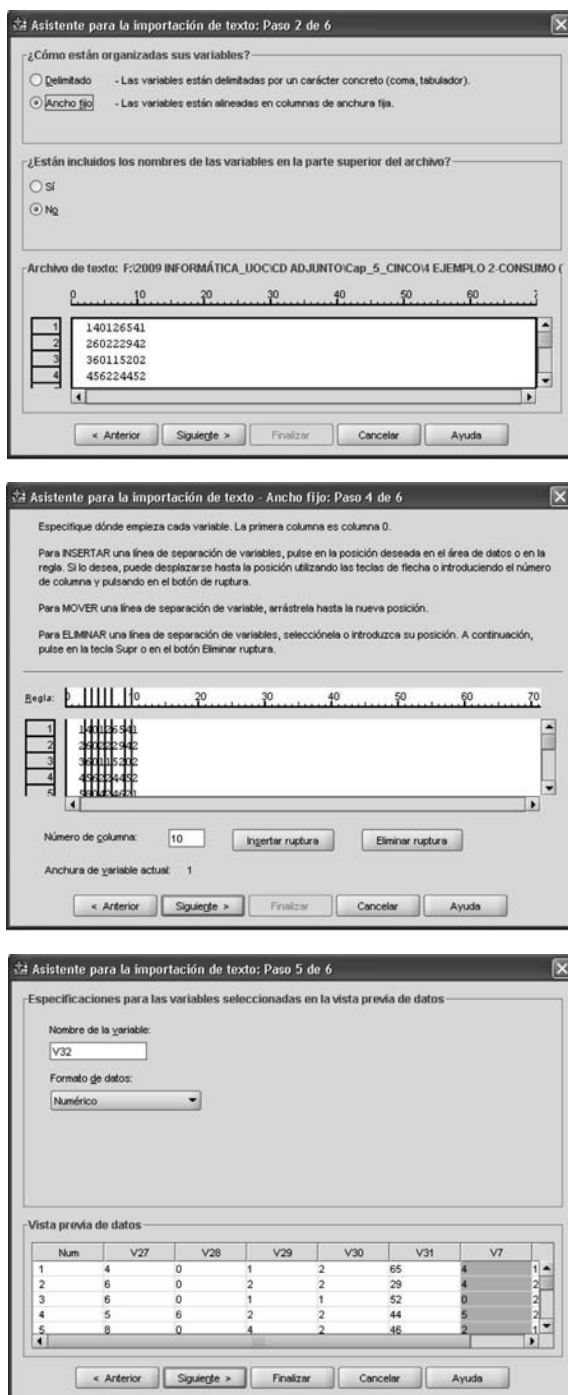 Asistente para la importación de texto: Paso 2 de 6
¿Cómo están organizadas sus variables?
Delimitado - Las variables están delimitadas por un carácter concreto (coma, tabulador).
Ancho fijo - Las variables están alineadas en columnas de anchura fija.
¿Están incluidos los nombres de las variables en la parte superior del archivo?
Sí
No
Archivo de texto: F:\2009 INFORMÁTICA_UOC\CD ADJUNTO\Cap_5_CINCO\4 EJEMPLO 2-CONSUMO (
0 10 20 30 40 50 60
1 140126541
2 260222942
3 360115202
4 456224452
< Anterior Siguiente > Finalizar Cancelar Ayuda
Asistente para la importación de texto - Ancho fijo: Paso 4 de 6
Especifique dónde empieza cada variable. La primera columna es columna 0.
Para INSERTAR una línea de separación de variables, pulse en la posición deseada en el área de datos o en la
regla. Si lo desea, puede desplazarse hasta la posición utilizando las teclas de flecha o introduciendo el número
de columna y pulsando en el botón de ruptura.
Para MOVER una línea de separación de variable, arrástrela hasta la nueva posición.
Para ELIMINAR una línea de separación de variables, selecciónela o introduzca su posición. A continuación,
pulse en la tecla Supr o en el botón Eliminar ruptura.
Regla: 0 10 20 30 40 50 60 70
1 140126541
2 260222942
3 360115202
4 456224452
5
Número de columna: 10 Insertar ruptura Eliminar ruptura
Anchura de variable actual: 1
< Anterior Siguiente > Finalizar Cancelar Ayuda
Asistente para la importación de texto: Paso 5 de 6
Especificaciones para las variables seleccionadas en la vista previa de datos
Nombre de la variable:
V32
Formato de datos:
Numérico
Vista previa de datos
Num V27 V28 V29 V30 V31 V7
1 4 0 1 2 65 4 1
2 6 0 2 2 29 4 2
3 6 0 1 1 52 0 2
4 5 6 2 2 44 5 2
5 8 0 4 2 46 2 1
< Anterior Siguiente > Finalizar Cancelar Ayuda